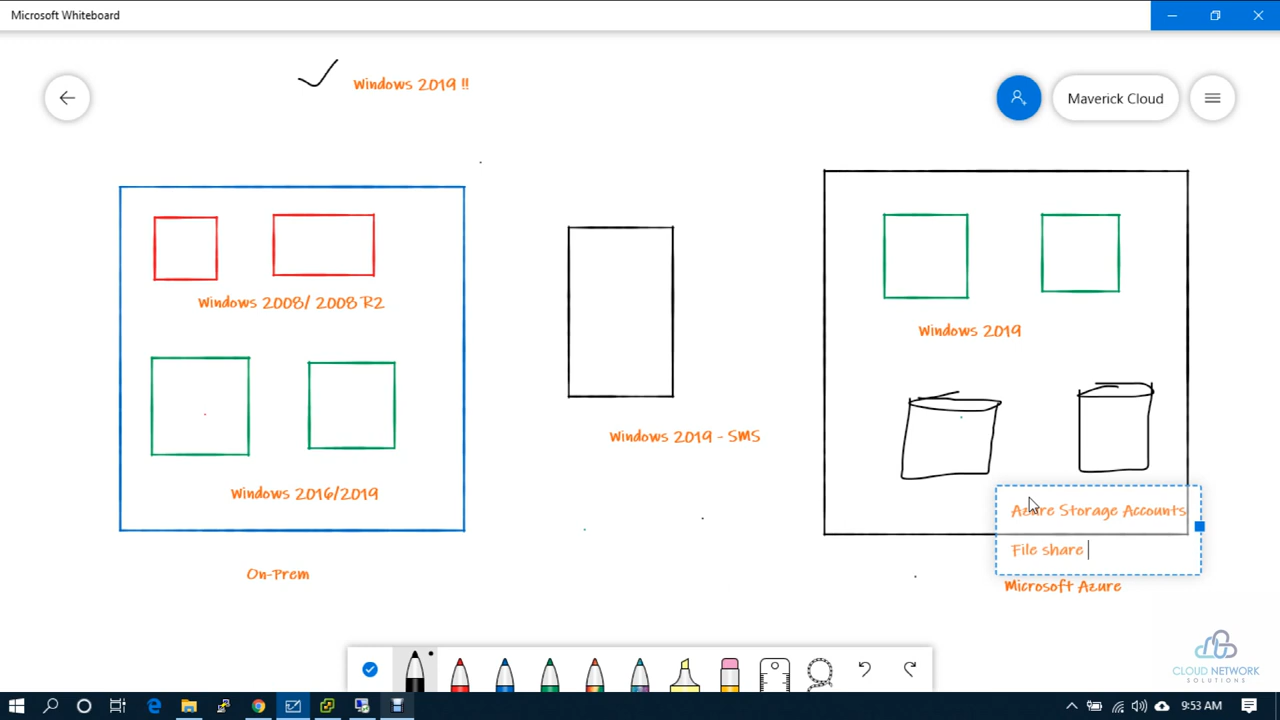 Microsoft Whiteboard
Windows 2019 !!
Maverick Cloud
Windows 2008/ 2008 R2
Windows 2019
Windows 2019 - SMS
Windows 2016/2019
Azure Storage Accounts
File share
On-Prem
Microsoft Azure
CLOUD NETWORK
SOLUTIONS
9:53 AM